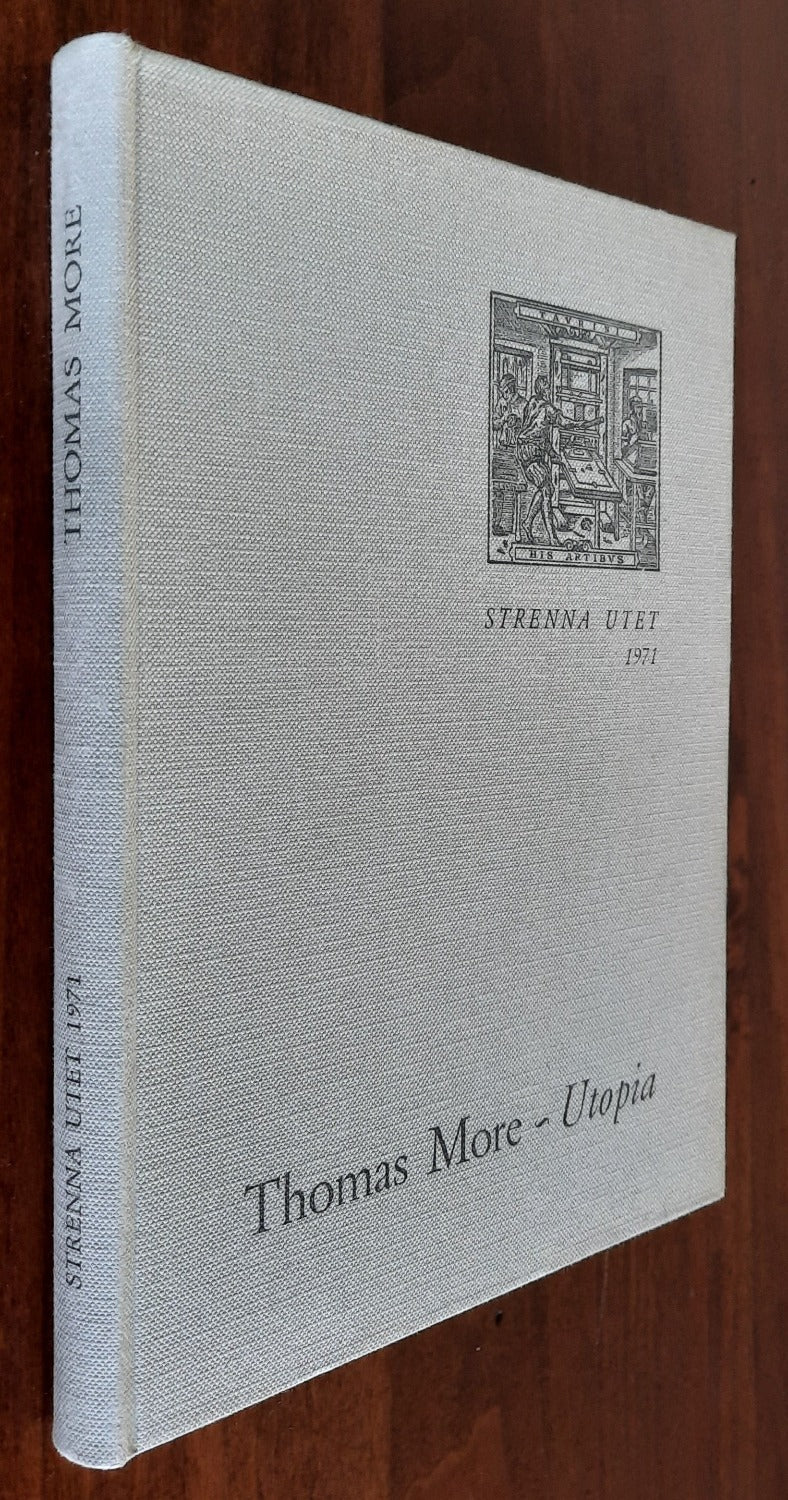 THOMAS MORE
STRENNA UTET 1971
TAVRINI
HIS ARTIBVS
STRENNA UTET
1971
Thomas More ~ Utopia